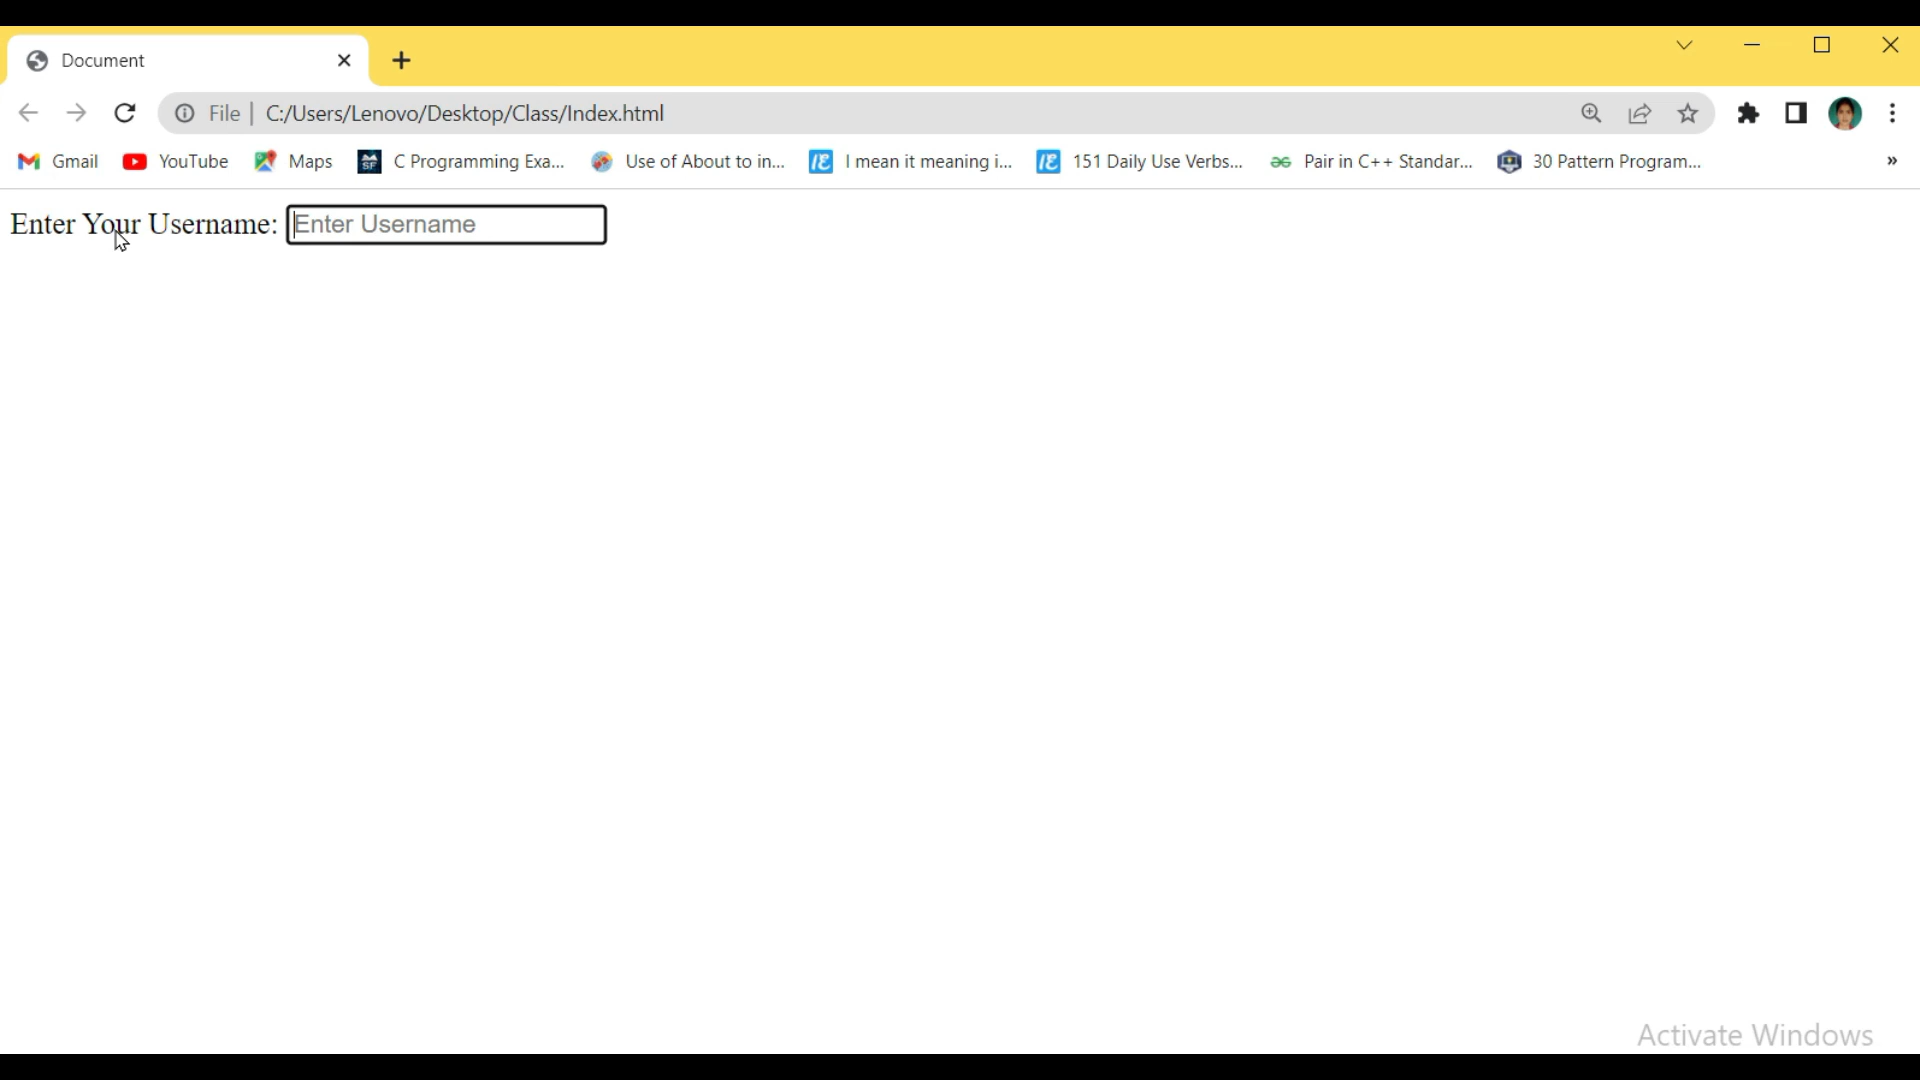 Document
File | C:/Users/Lenovo/Desktop/Class/Index.html
Gmail YouTube Maps C Programming Exa... Use of About to in... I mean it meaning i... 151 Daily Use Verbs... Pair in C++ Standar... 30 Pattern Program... »
Enter Your Username: Enter Username
Activate Windows